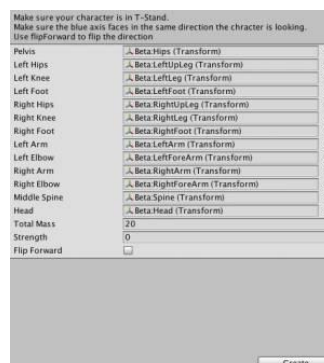 Make sure your character is in T-Stand.
Make sure the blue axis faces in the same direction the chracter is looking.
Use flipForward to flip the direction
Pelvis Beta:Hips (Transform)
Left Hips Beta:LeftUpLeg (Transform)
Left Knee Beta:LeftLeg (Transform)
Left Foot Beta:LeftFoot (Transform)
Right Hips Beta:RightUpLeg (Transform)
Right Knee Beta:RightLeg (Transform)
Right Foot Beta:RightFoot (Transform)
Left Arm Beta:LeftArm (Transform)
Left Elbow Beta:LeftForeArm (Transform)
Right Arm Beta:RightArm (Transform)
Right Elbow Beta:RightForeArm (Transform)
Middle Spine Beta:Spine (Transform)
Head Beta:Head (Transform)
Total Mass 20
Strength 0
Flip Forward
Create